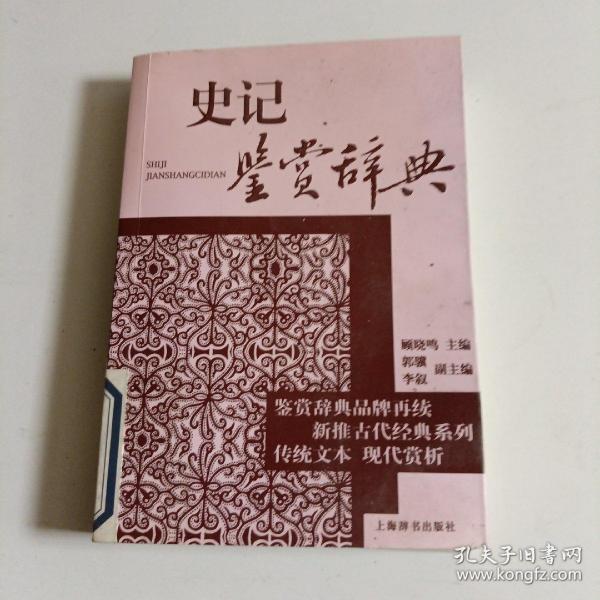 史记
SHIJI
JIANSHANGCIDIAN
鉴赏辞典
顾晓鸣 主编
郭骥
李叙 副主编
鉴赏辞典品牌再续
新推古代经典系列
传统文本 现代赏析
上海辞书出版社
孔夫子旧书网
www.kongfz.com